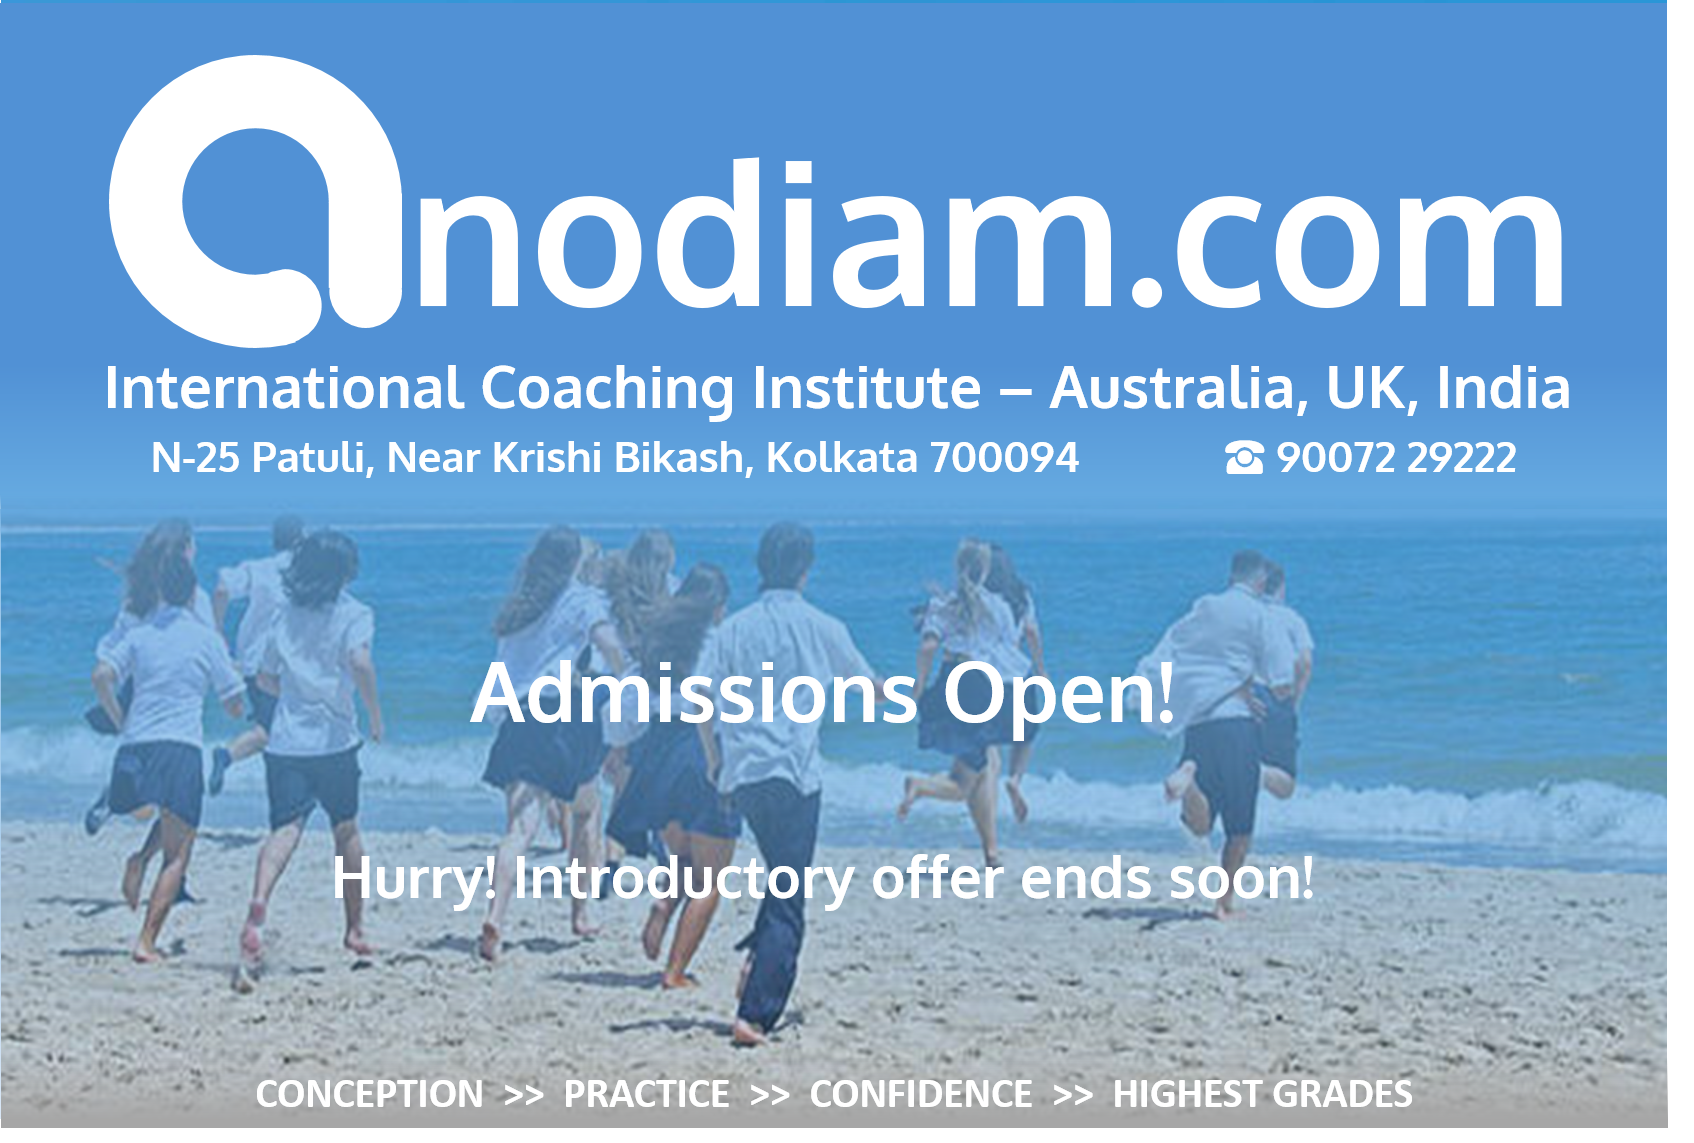 anodiam.com
International Coaching Institute – Australia, UK, India
N-25 Patuli, Near Krishi Bikash, Kolkata 700094 ☎ 90072 29222
Admissions Open!
Hurry! Introductory offer ends soon!
CONCEPTION >> PRACTICE >> CONFIDENCE >> HIGHEST GRADES